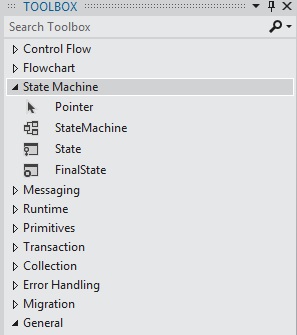 TOOLBOX
Search Toolbox
Control Flow
Flowchart
State Machine
Pointer
StateMachine
State
FinalState
Messaging
Runtime
Primitives
Transaction
Collection
Error Handling
Migration
General